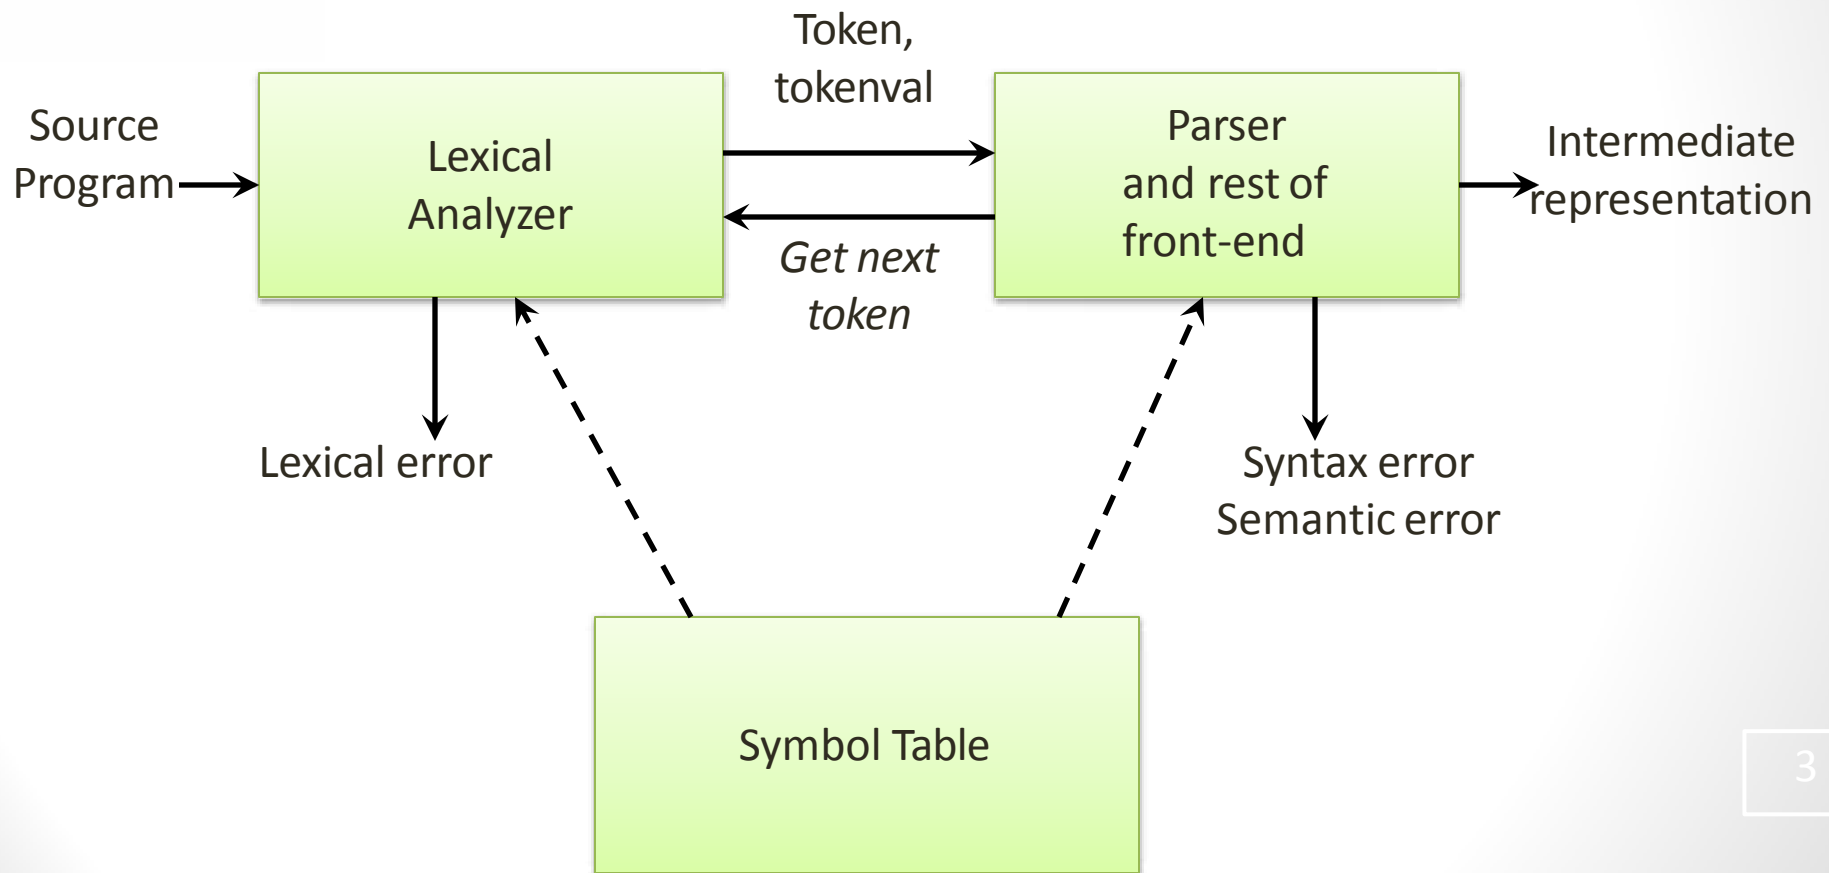 Token,
tokenval
Source
Program
Lexical
Analyzer
Parser
and rest of
front-end
Intermediate
representation
Get next
token
Lexical error
Syntax error
Semantic error
Symbol Table
3